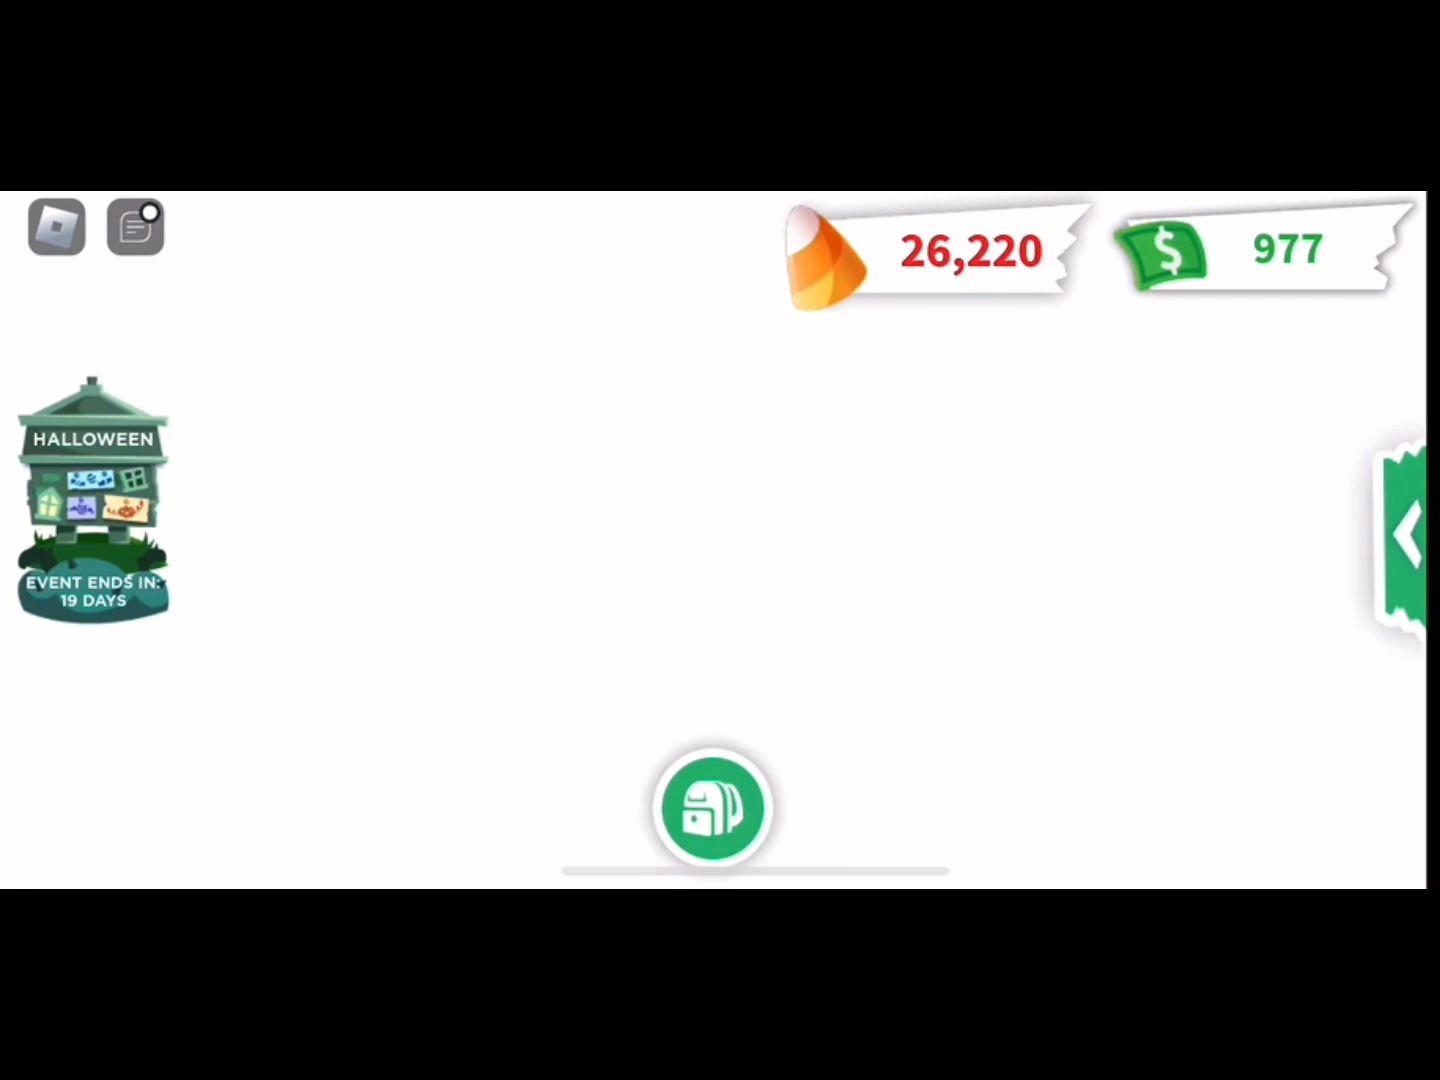 26,220
$ 977
HALLOWEEN
EVENT ENDS IN:
19 DAYS